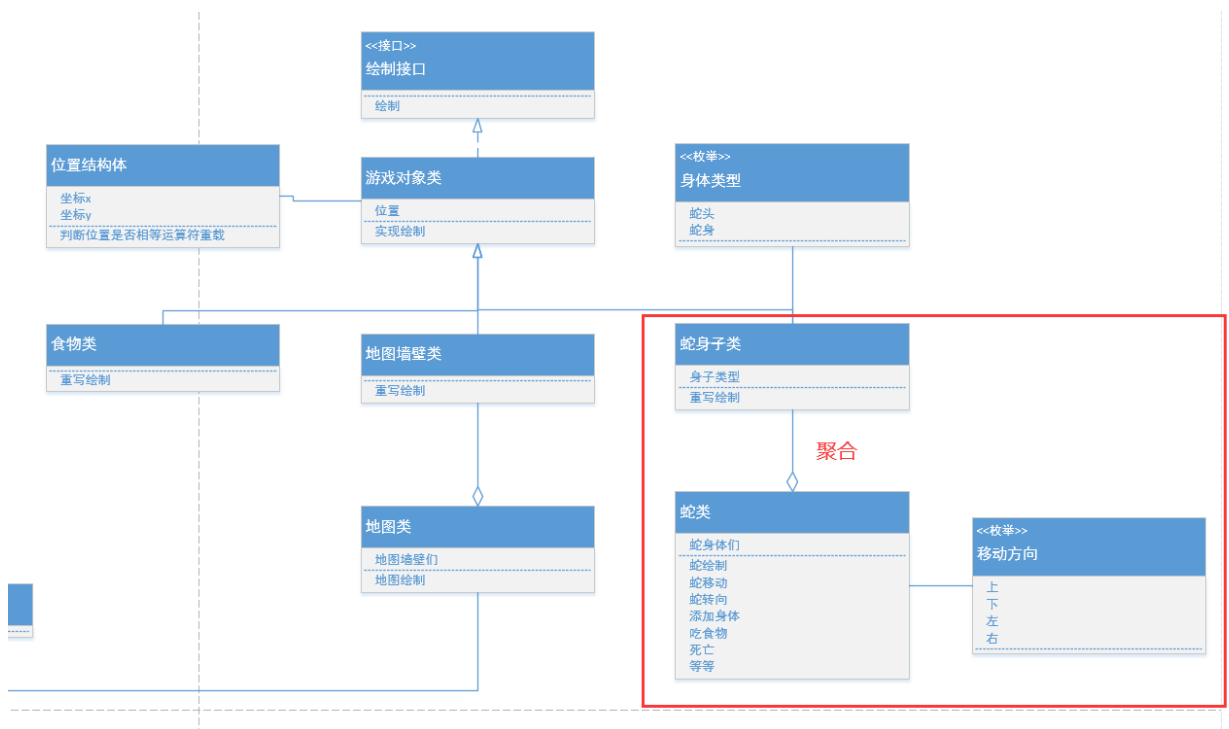 <<接口>>
绘制接口
绘制
位置结构体
坐标x
坐标y
判断位置是否相等运算符重载
游戏对象类
位置
实现绘制
<<枚举>>
身体类型
蛇头
蛇身
食物类
重写绘制
地图墙壁类
重写绘制
蛇身子类
身子类型
重写绘制
聚合
地图类
地图墙壁们
地图绘制
蛇类
蛇身体们
蛇绘制
蛇移动
蛇转向
添加身体
吃食物
死亡
等等
<<枚举>>
移动方向
上
下
左
右